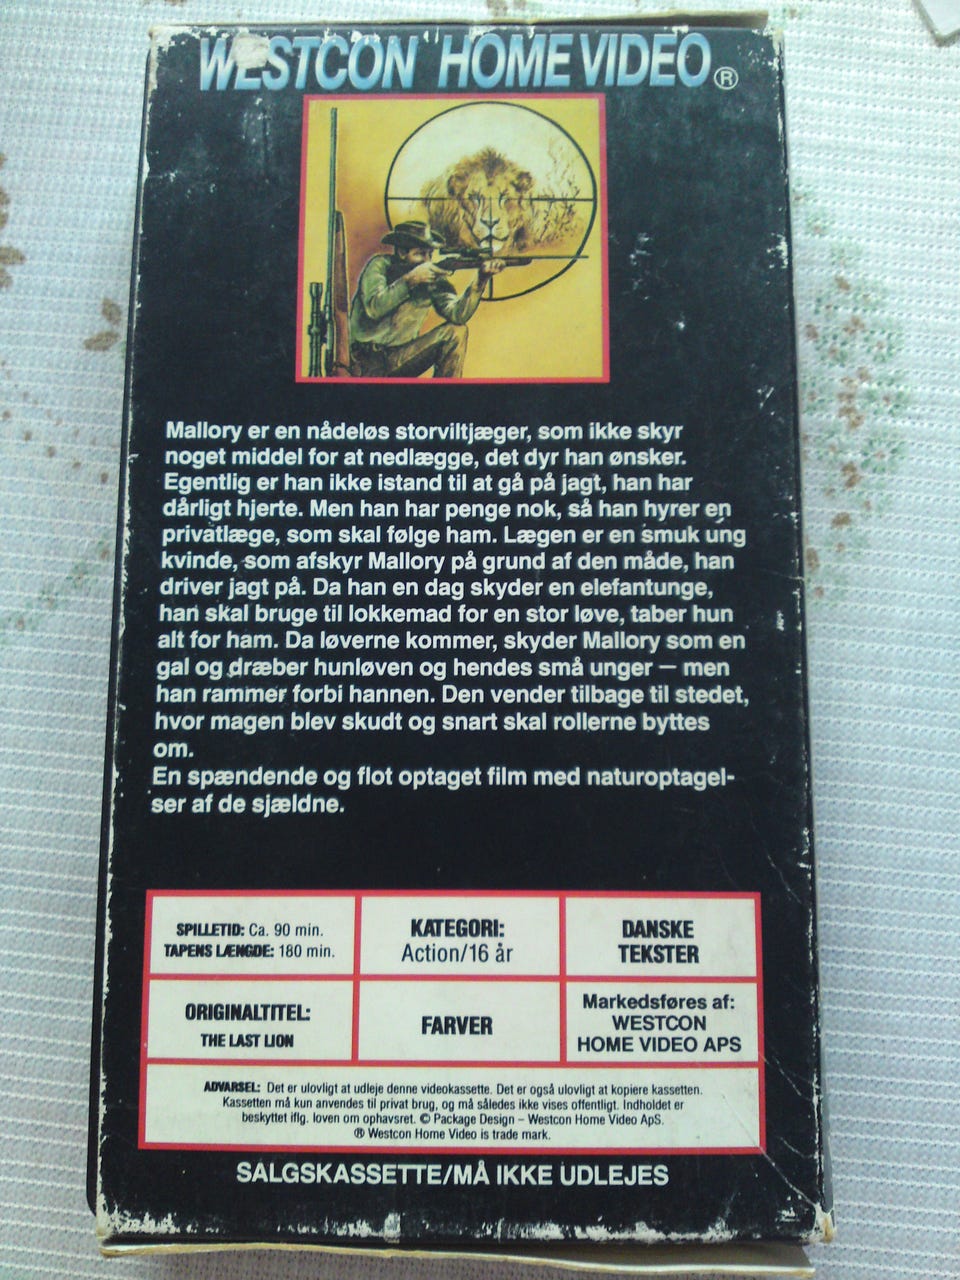 WESTCON HOME VIDEO ®
Mallory er en nådeløs storviltjæger, som ikke skyr
noget middel for at nedlægge, det dyr han ønsker.
Egentlig er han ikke istand til at gå på jagt, han har
dårligt hjerte. Men han har penge nok, så han hyrer en
privatlæge, som skal følge ham. Lægen er en smuk ung
kvinde, som afskyr Mallory på grund af den måde, han
driver jagt på. Da han en dag skyder en elefantunge,
han skal bruge til lokkemad for en stor løve, taber hun
alt for ham. Da løverne kommer, skyder Mallory som en
gal og dræber hunløven og hendes små unger — men
han rammer forbi hannen. Den vender tilbage til stedet,
hvor magen blev skudt og snart skal rollerne byttes
om.
En spændende og flot optaget film med naturoptagel-
ser af de sjældne.
SPILLETID: Ca. 90 min.
TAPENS LÆNGDE: 180 min.
KATEGORI:
Action/16 år
DANSKE
TEKSTER
ORIGINALTITEL:
THE LAST LION
FARVER
Markedsføres af:
WESTCON
HOME VIDEO APS
ADVARSEL: Det er ulovligt at udleje denne videokassette. Det er også ulovligt at kopiere kassetten.
Kassetten må kun anvendes til privat brug, og må således ikke vises offentligt. Indholdet er
beskyttet iflg. loven om ophavsret. © Package Design – Westcon Home Video ApS.
® Westcon Home Video is trade mark.
SALGSKASSETTE/MÅ IKKE UDLEJES